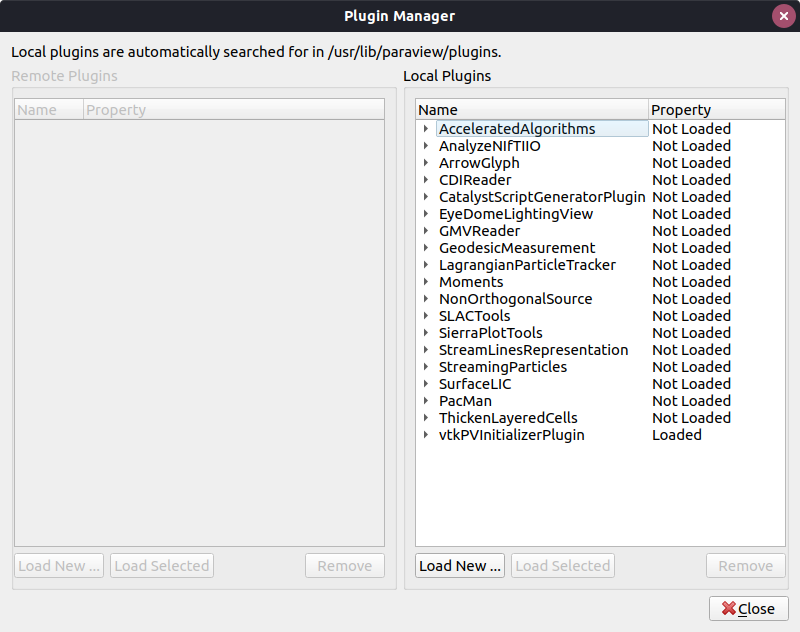 Plugin Manager
Local plugins are automatically searched for in /usr/lib/paraview/plugins.
Remote Plugins
Name Property
Load New ... Load Selected Remove
Local Plugins
Name Property
AcceleratedAlgorithms Not Loaded
AnalyzeNIfTIIO Not Loaded
ArrowGlyph Not Loaded
CDIReader Not Loaded
CatalystScriptGeneratorPlugin Not Loaded
EyeDomeLightingView Not Loaded
GMVReader Not Loaded
GeodesicMeasurement Not Loaded
LagrangianParticleTracker Not Loaded
Moments Not Loaded
NonOrthogonalSource Not Loaded
SLACTools Not Loaded
SierraPlotTools Not Loaded
StreamLinesRepresentation Not Loaded
StreamingParticles Not Loaded
SurfaceLIC Not Loaded
PacMan Not Loaded
ThickenLayeredCells Not Loaded
vtkPVInitializerPlugin Loaded
Load New ... Load Selected Remove
Close